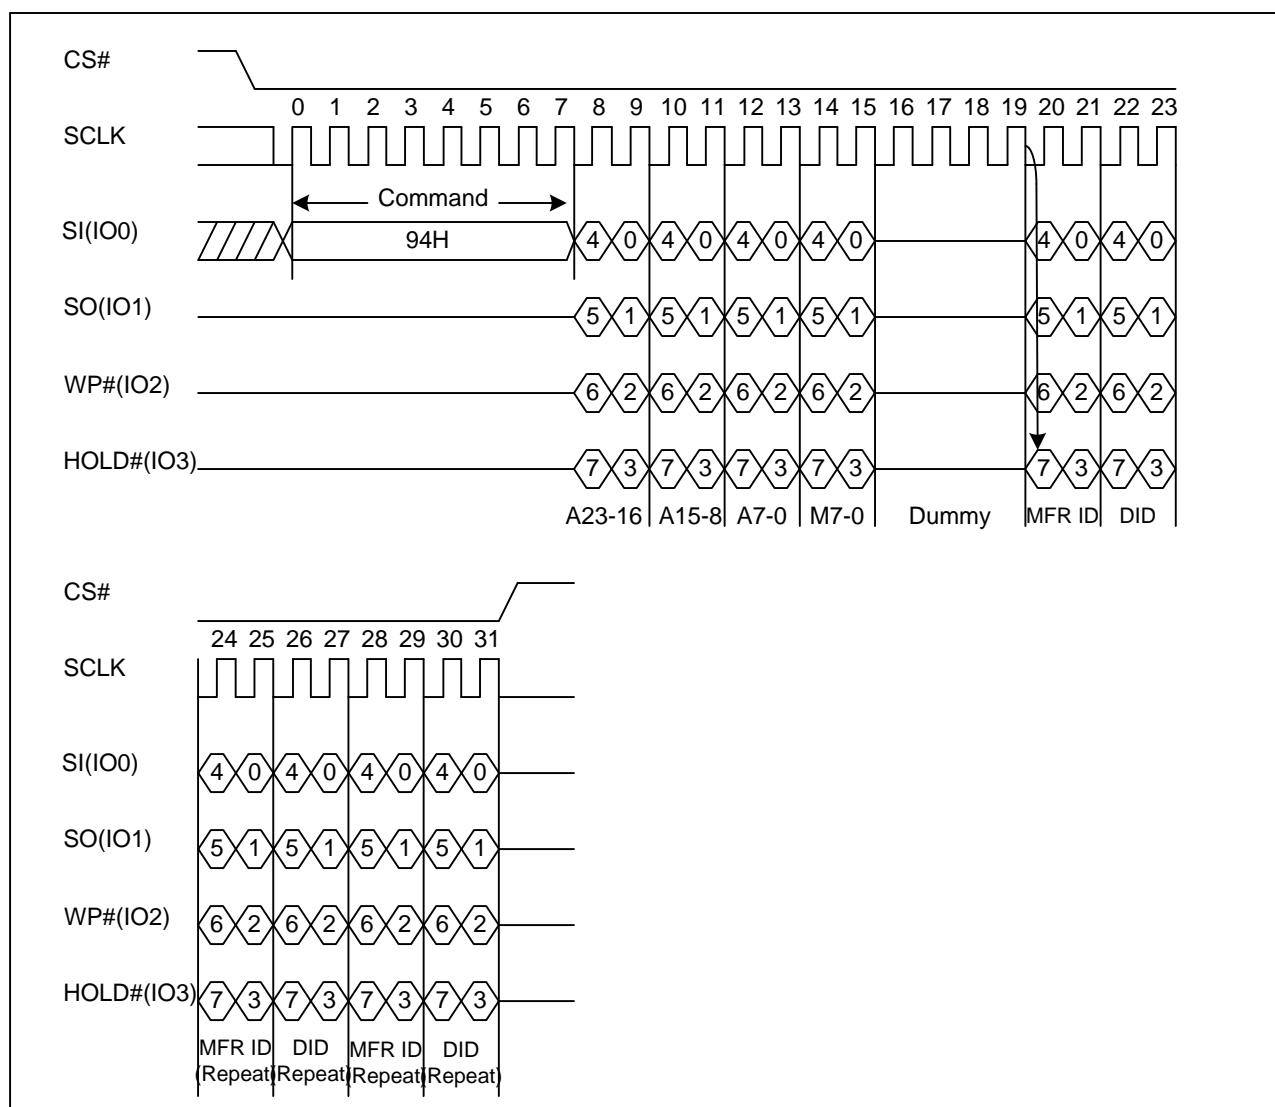 CS#
0 1 2 3 4 5 6 7 8 9 10 11 12 13 14 15 16 17 18 19 20 21 22 23
SCLK
Command
SI(IO0)
94H 4 0 4 0 4 0 4 0 4 0 4 0
SO(IO1) 5 1 5 1 5 1 5 1 5 1 5 1
WP#(IO2) 6 2 6 2 6 2 6 2 6 2 6 2
HOLD#(IO3) 7 3 7 3 7 3 7 3 7 3 7 3
A23-16 A15-8 A7-0 M7-0 Dummy MFR ID DID
CS#
24 25 26 27 28 29 30 31
SCLK
SI(IO0) 4 0 4 0 4 0 4 0
SO(IO1) 5 1 5 1 5 1 5 1
WP#(IO2) 6 2 6 2 6 2 6 2
HOLD#(IO3) 7 3 7 3 7 3 7 3
MFR ID DID MFR ID DID
(Repeat) (Repeat) (Repeat) (Repeat)